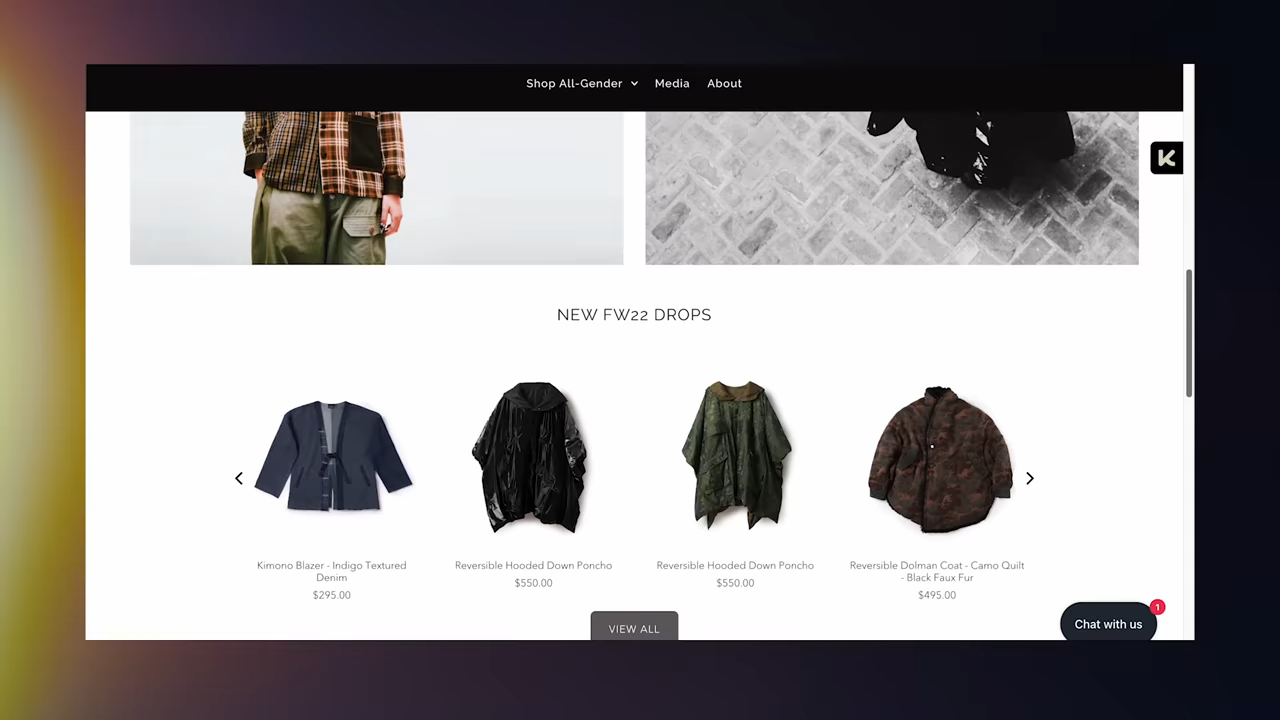 Shop All-Gender Media About
K
NEW FW22 DROPS
Kimono Blazer - Indigo Textured
Denim
$295.00
Reversible Hooded Down Poncho
$550.00
Reversible Hooded Down Poncho
$550.00
Reversible Dolman Coat - Camo Quilt
- Black Faux Fur
$495.00
VIEW ALL
1
Chat with us